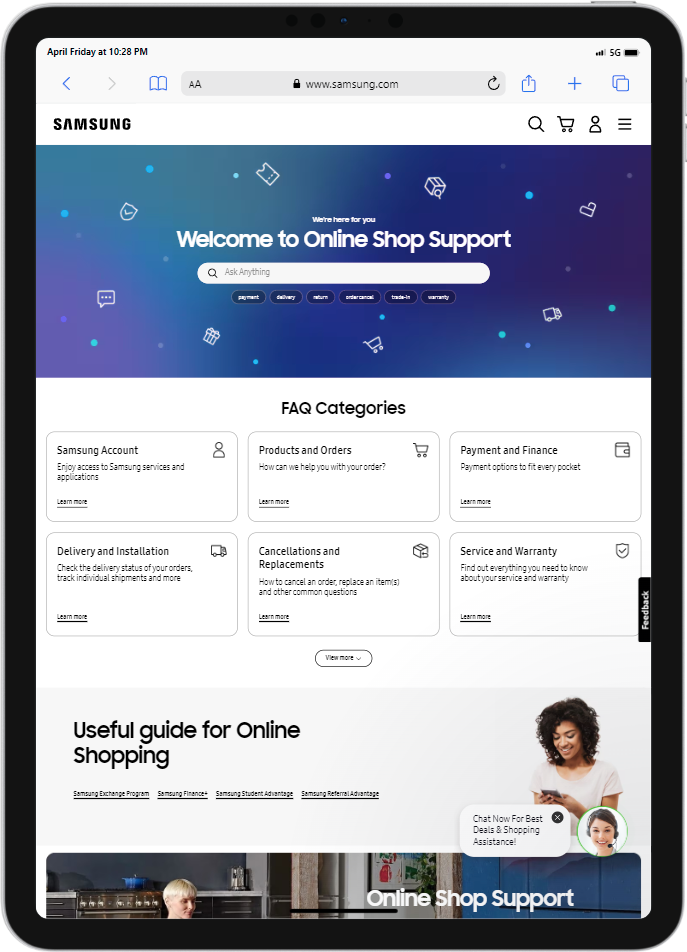 April Friday at 10:28 PM
5G
AA
www.samsung.com
SAMSUNG
We're here for you
Welcome to Online Shop Support
Ask Anything
payment delivery return order cancel trade-in warranty
FAQ Categories
Samsung Account
Enjoy access to Samsung services and
applications
Learn more
Products and Orders
How can we help you with your order?
Learn more
Payment and Finance
Payment options to fit every pocket
Learn more
Delivery and Installation
Check the delivery status of your orders,
track individual shipments and more
Learn more
Cancellations and
Replacements
How to cancel an order, replace an item(s)
and other common questions
Learn more
Service and Warranty
Find out everything you need to know
about your service and warranty
Learn more
Feedback
View more
Useful guide for Online
Shopping
Samsung Exchange Program Samsung Finance+ Samsung Student Advantage Samsung Referral Advantage
Chat Now For Best
Deals & Shopping
Assistance!
Online Shop Support